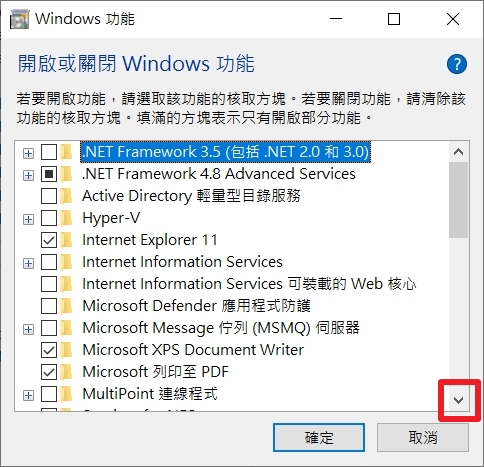 Windows 功能
開啟或關閉 Windows 功能
若要開啟功能，請選取該功能的核取方塊。若要關閉功能，請清除該
功能的核取方塊。填滿的方塊表示只有開啟部分功能。
.NET Framework 3.5 (包括 .NET 2.0 和 3.0)
.NET Framework 4.8 Advanced Services
Active Directory 輕量型目錄服務
Hyper-V
Internet Explorer 11
Internet Information Services
Internet Information Services 可裝載的 Web 核心
Microsoft Defender 應用程式防護
Microsoft Message 佇列 (MSMQ) 伺服器
Microsoft XPS Document Writer
Microsoft 列印至 PDF
MultiPoint 連線程式
確定
取消